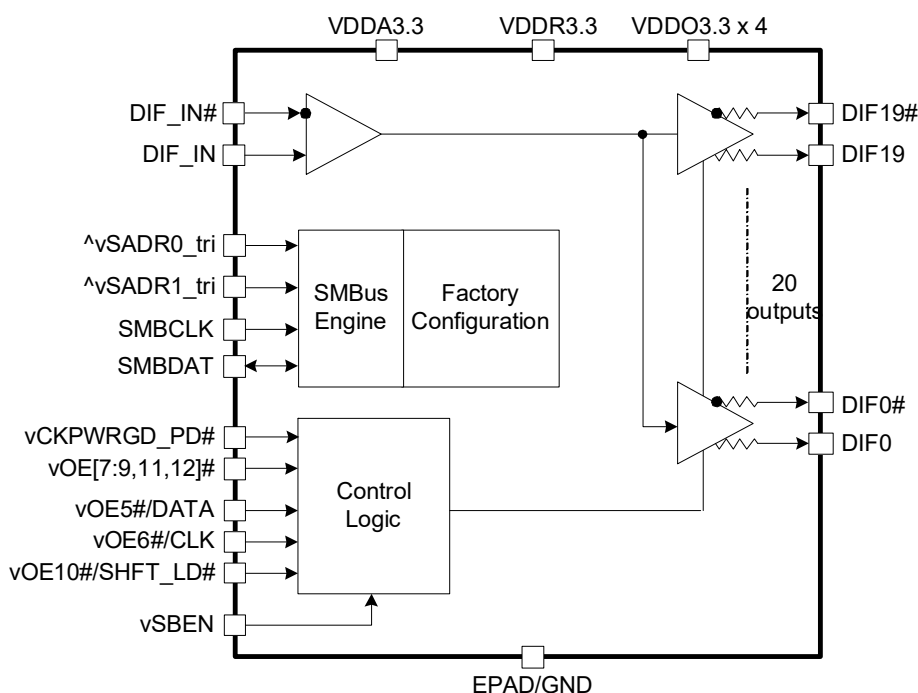 VDDA3.3
VDDR3.3
VDDO3.3 x 4
DIF_IN#
DIF_IN
DIF19#
DIF19
^vSADR0_tri
^vSADR1_tri
SMBCLK
SMBDAT
SMBus
Engine
Factory
Configuration
20
outputs
DIF0#
DIF0
vCKPWRGD_PD#
vOE[7:9,11,12]#
vOE5#/DATA
vOE6#/CLK
vOE10#/SHFT_LD#
vSBEN
Control
Logic
EPAD/GND